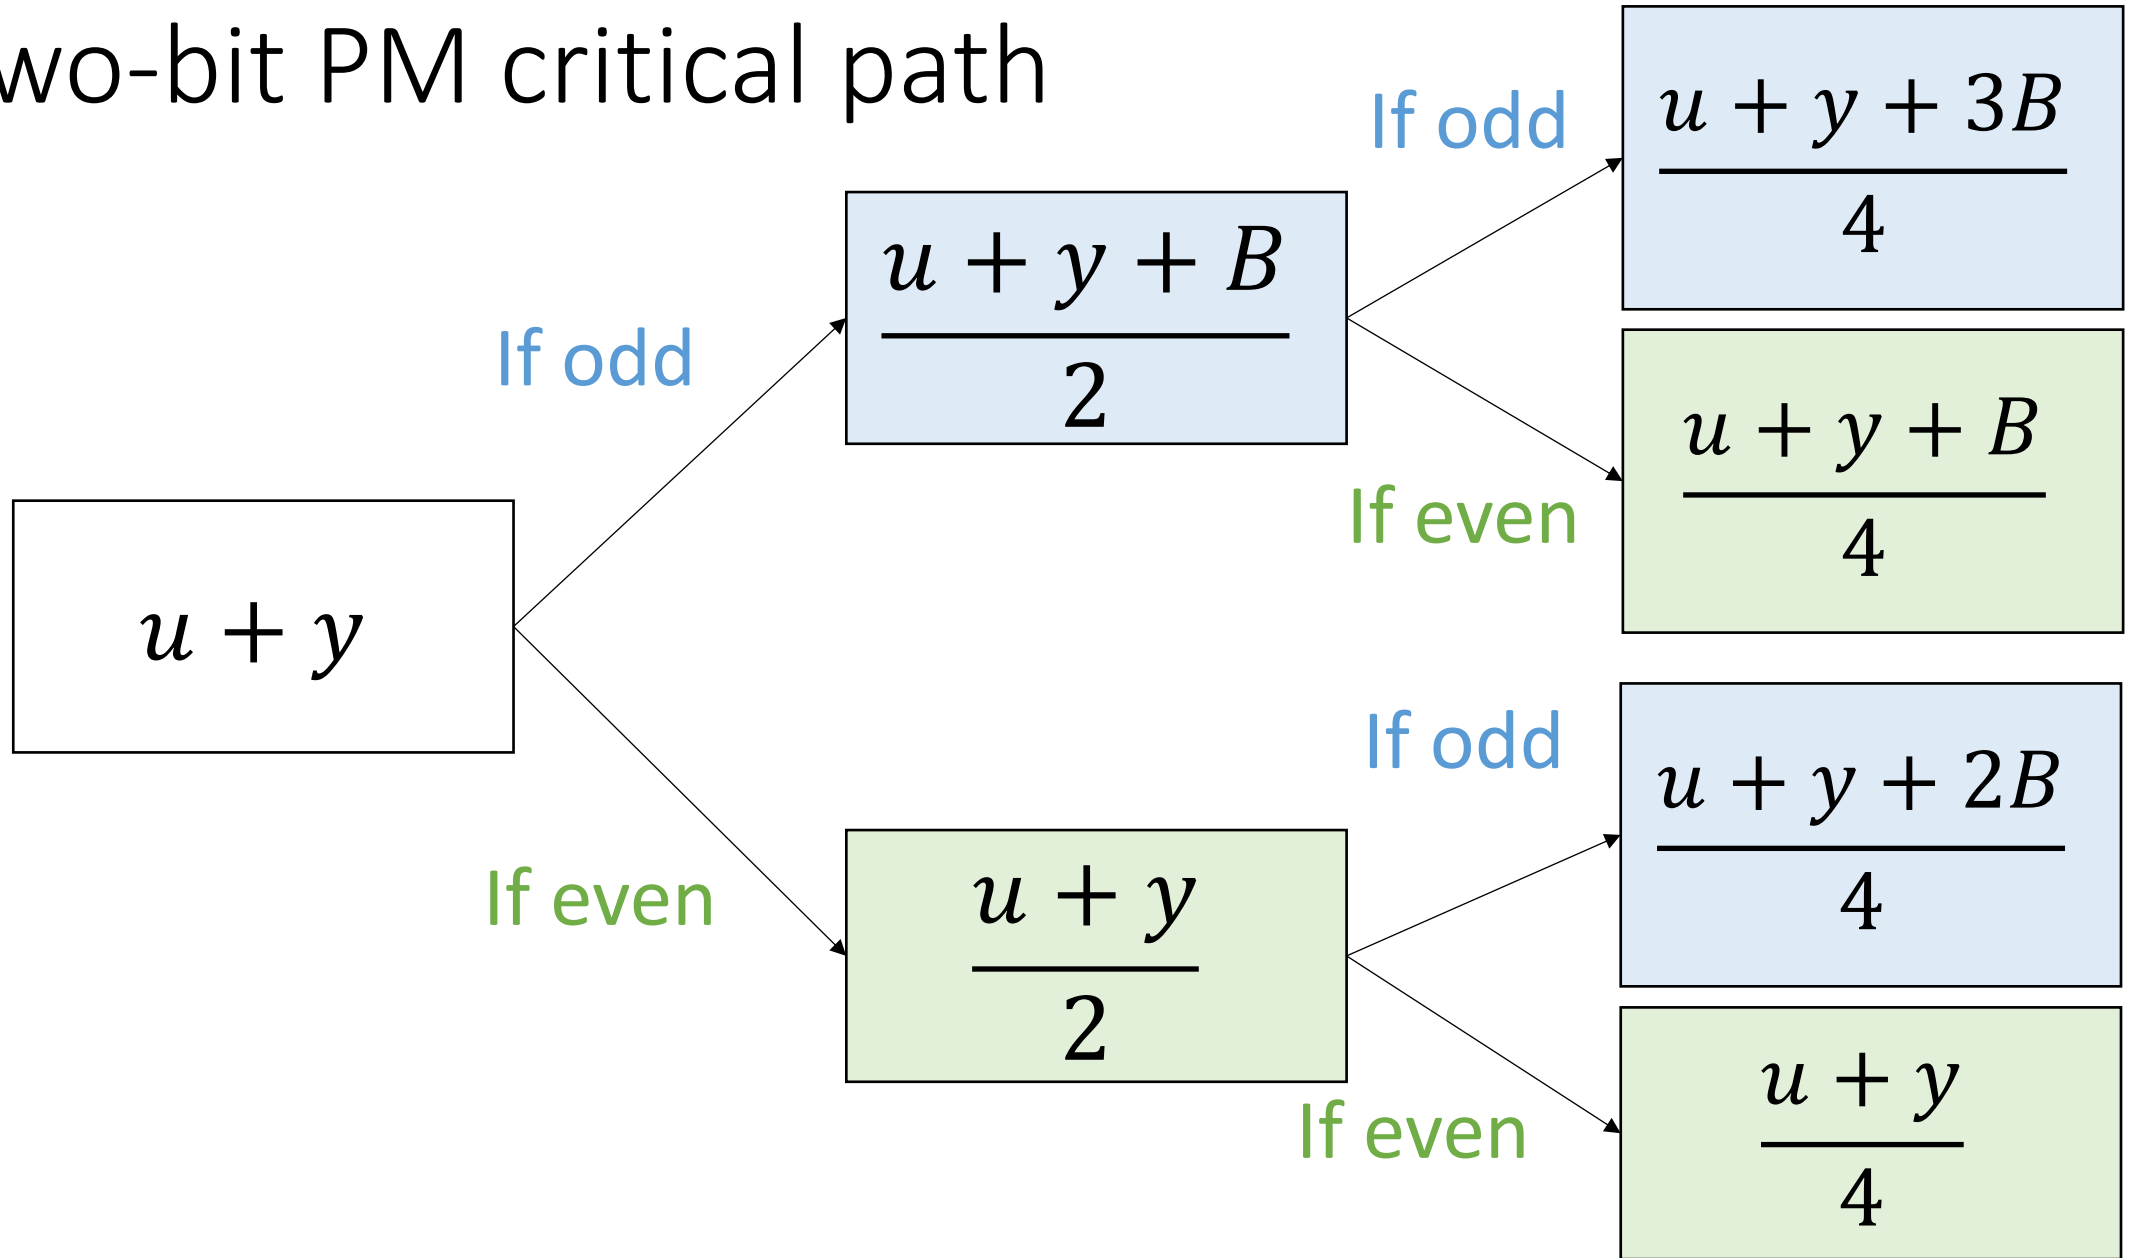 wo-bit PM critical path
u + y
If odd
u + y + B
2
If even
u + y
2
If odd
u + y + 3B
4
If even
u + y + B
4
If odd
u + y + 2B
4
If even
u + y
4